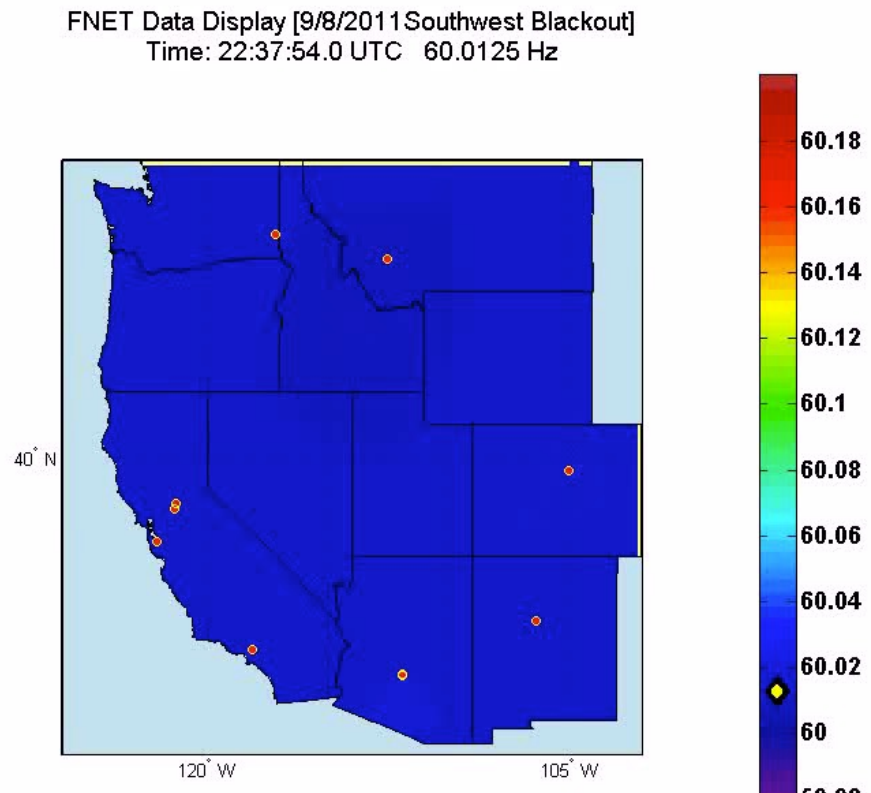 FNET Data Display [9/8/2011Southwest Blackout]
Time: 22:37:54.0 UTC 60.0125 Hz
60.18
60.16
60.14
60.12
60.1
60.08
60.06
60.04
60.02
60
40° N
120° W
105° W